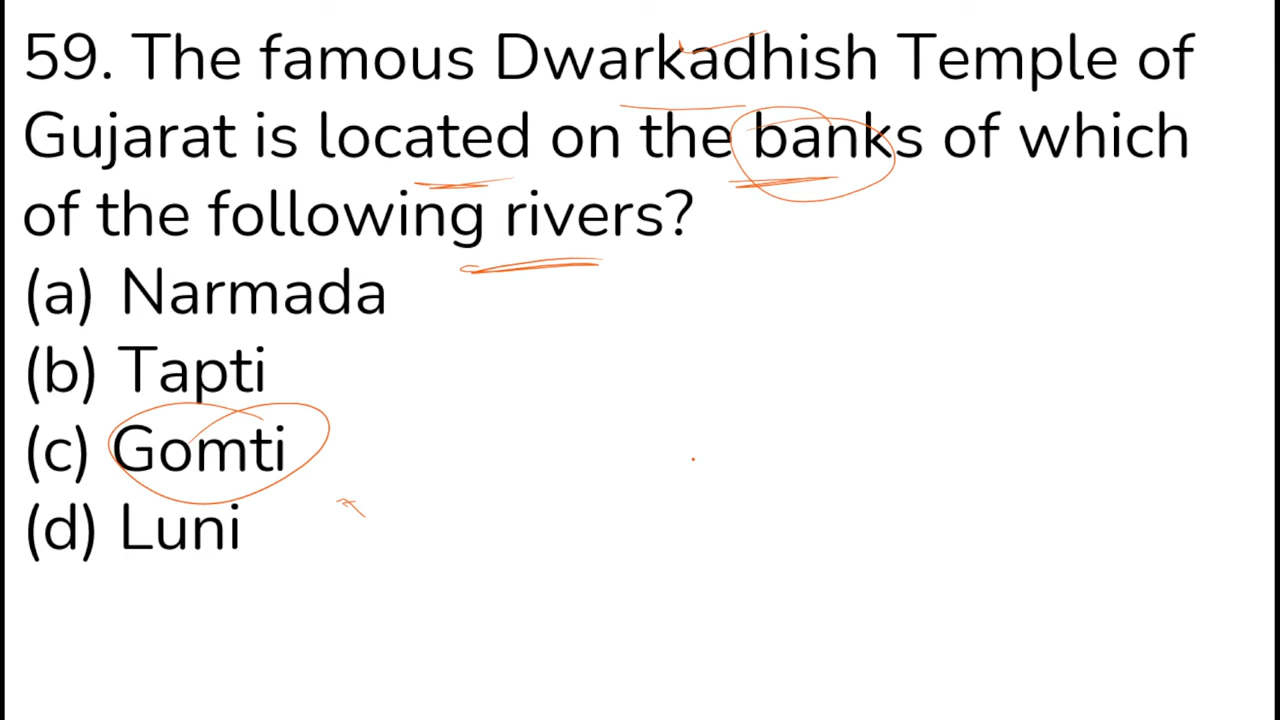 59. The famous Dwarkadhish Temple of
Gujarat is located on the banks of which
of the following rivers?
(a) Narmada
(b) Tapti
(c) Gomti
(d) Luni